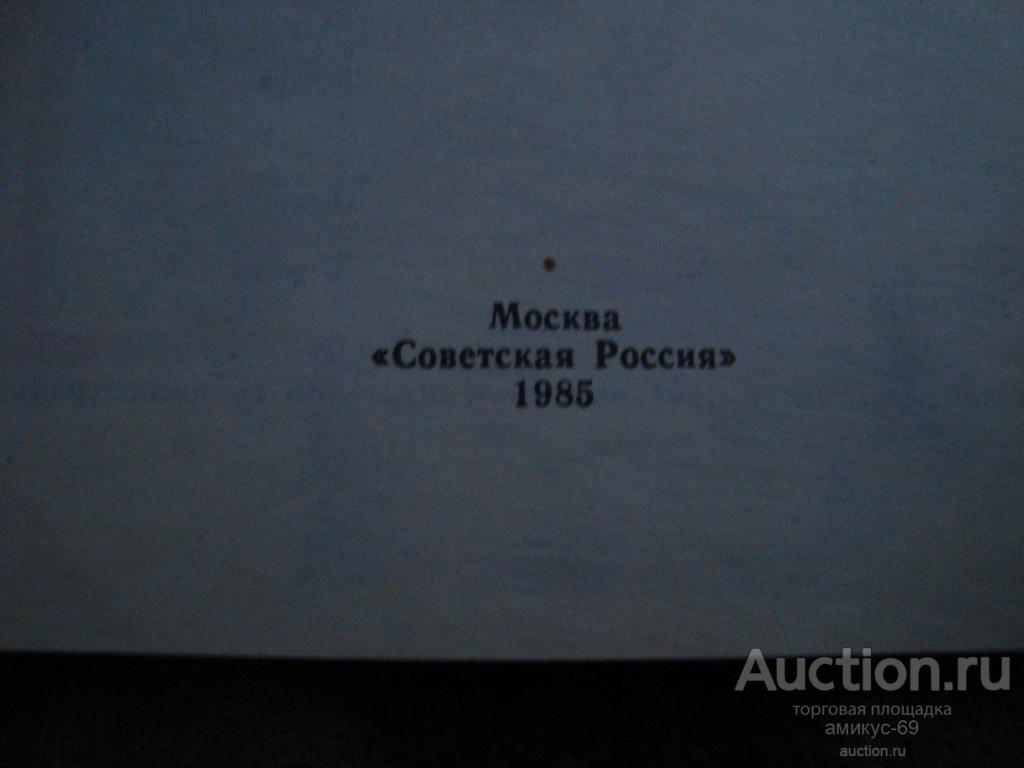 Москва
«Советская Россия»
1985
Auction.ru
торговая площадка
амикус-69
auction.ru